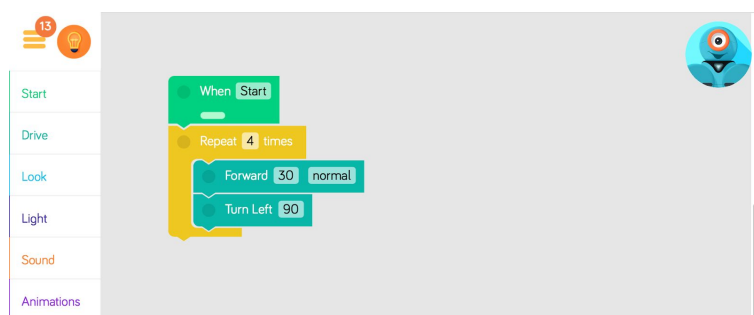 13
Start
Drive
Look
Light
Sound
Animations
When Start
Repeat 4 times
Forward 30 normal
Turn Left 90